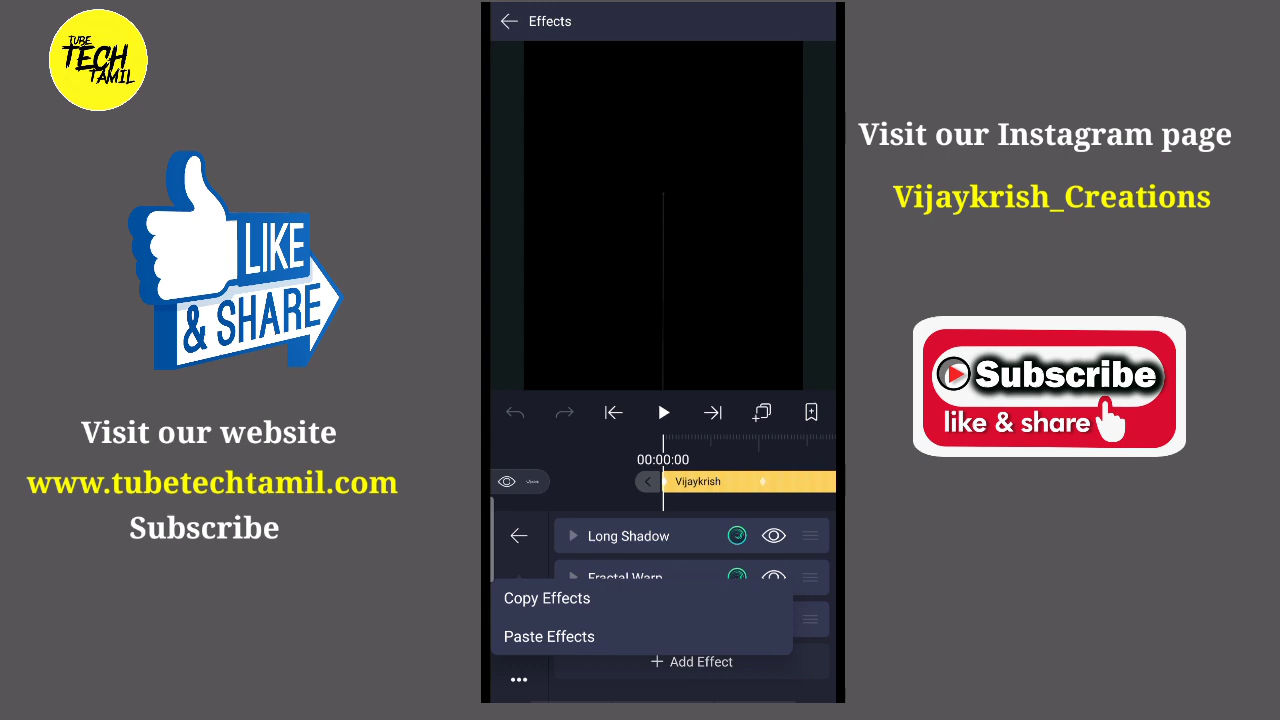 TUBE
TECH
TAMIL
LIKE
& SHARE
Visit our website
www.tubetechtamil.com
Subscribe
Effects
00:00:00
Vijaykrish
Long Shadow
Fractal Warp
Copy Effects
Paste Effects
+ Add Effect
Visit our Instagram page
Vijaykrish_Creations
Subscribe
like & share